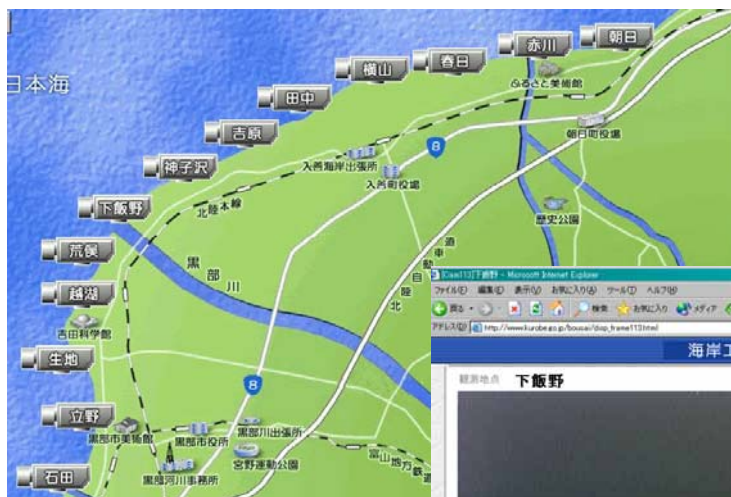 日本海
朝日
赤川
春日
横山
田中
吉原
神子沢
下飯野
荒俣
越湖
生地
立野
石田
ふるさと美術館
朝日町役場
入善海岸出張所
8
北陸本線
歴史公園
黒部川
北陸自動車道
吉田科学館
8
黒部市美術館
黒部市役所
黒部川出張所
宮野運動公園
黒部河川事務所
富山地方鉄道
[Cam113]下飯野 - Microsoft Internet Explorer
ファイル(F) 編集(E) 表示(V) お気に入り(A) ツール(T) ヘルプ(H)
戻る 検索 お気に入り メディア
アドレス(D) http://www.kurobe.go.jp/bousai/disp_frame113.html
海岸工
観測地点 下飯野